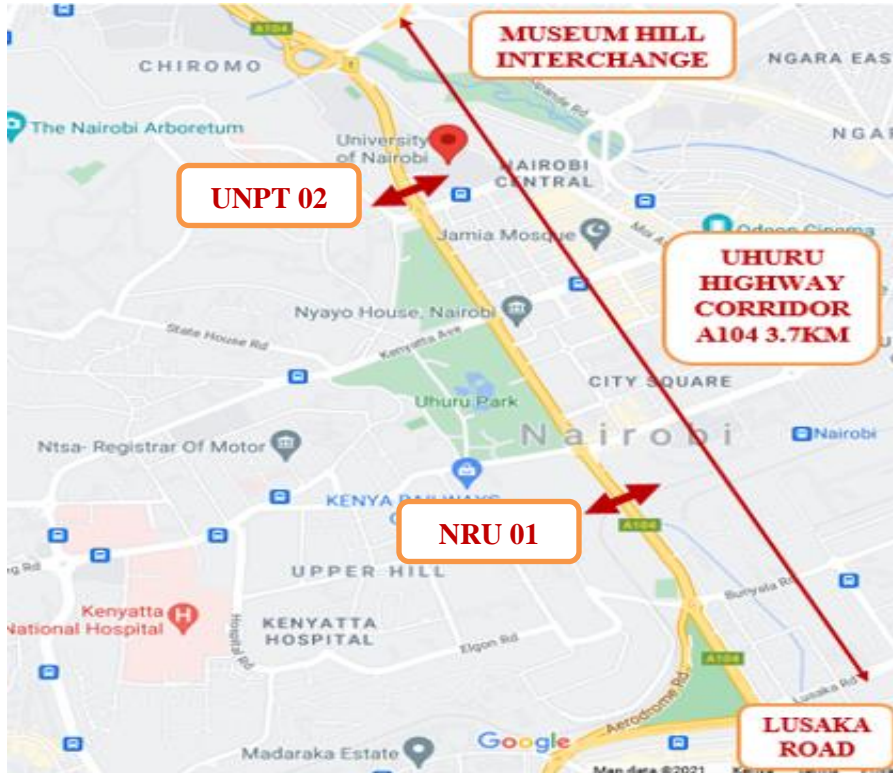 A104
MUSEUM HILL
INTERCHANGE
CHIROMO
NGARA EAS
The Nairobi Arboretum
University
of Nairobi
NGAR
NAIROBI
CENTRAL
UNPT 02
Jamia Mosque
Odeon Cinema
UHURU
HIGHWAY
CORRIDOR
A104 3.7KM
Nyayo House, Nairobi
State House Rd
Kenyatta Ave
CITY SQUARE
Uhuru Park
Nairobi
Nairobi
Ntsa- Registrar Of Motor
KENYA RAILWAYS
NRU 01
A104
ng Rd
UPPER HILL
Bunyala Rd
Kenyatta
National Hospital
Hospital Rd
KENYATTA
HOSPITAL
Elgon Rd
A104
Lusaka Rd
Aerodrome Rd
LUSAKA
ROAD
Google
Madaraka Estate
Map data ©2021